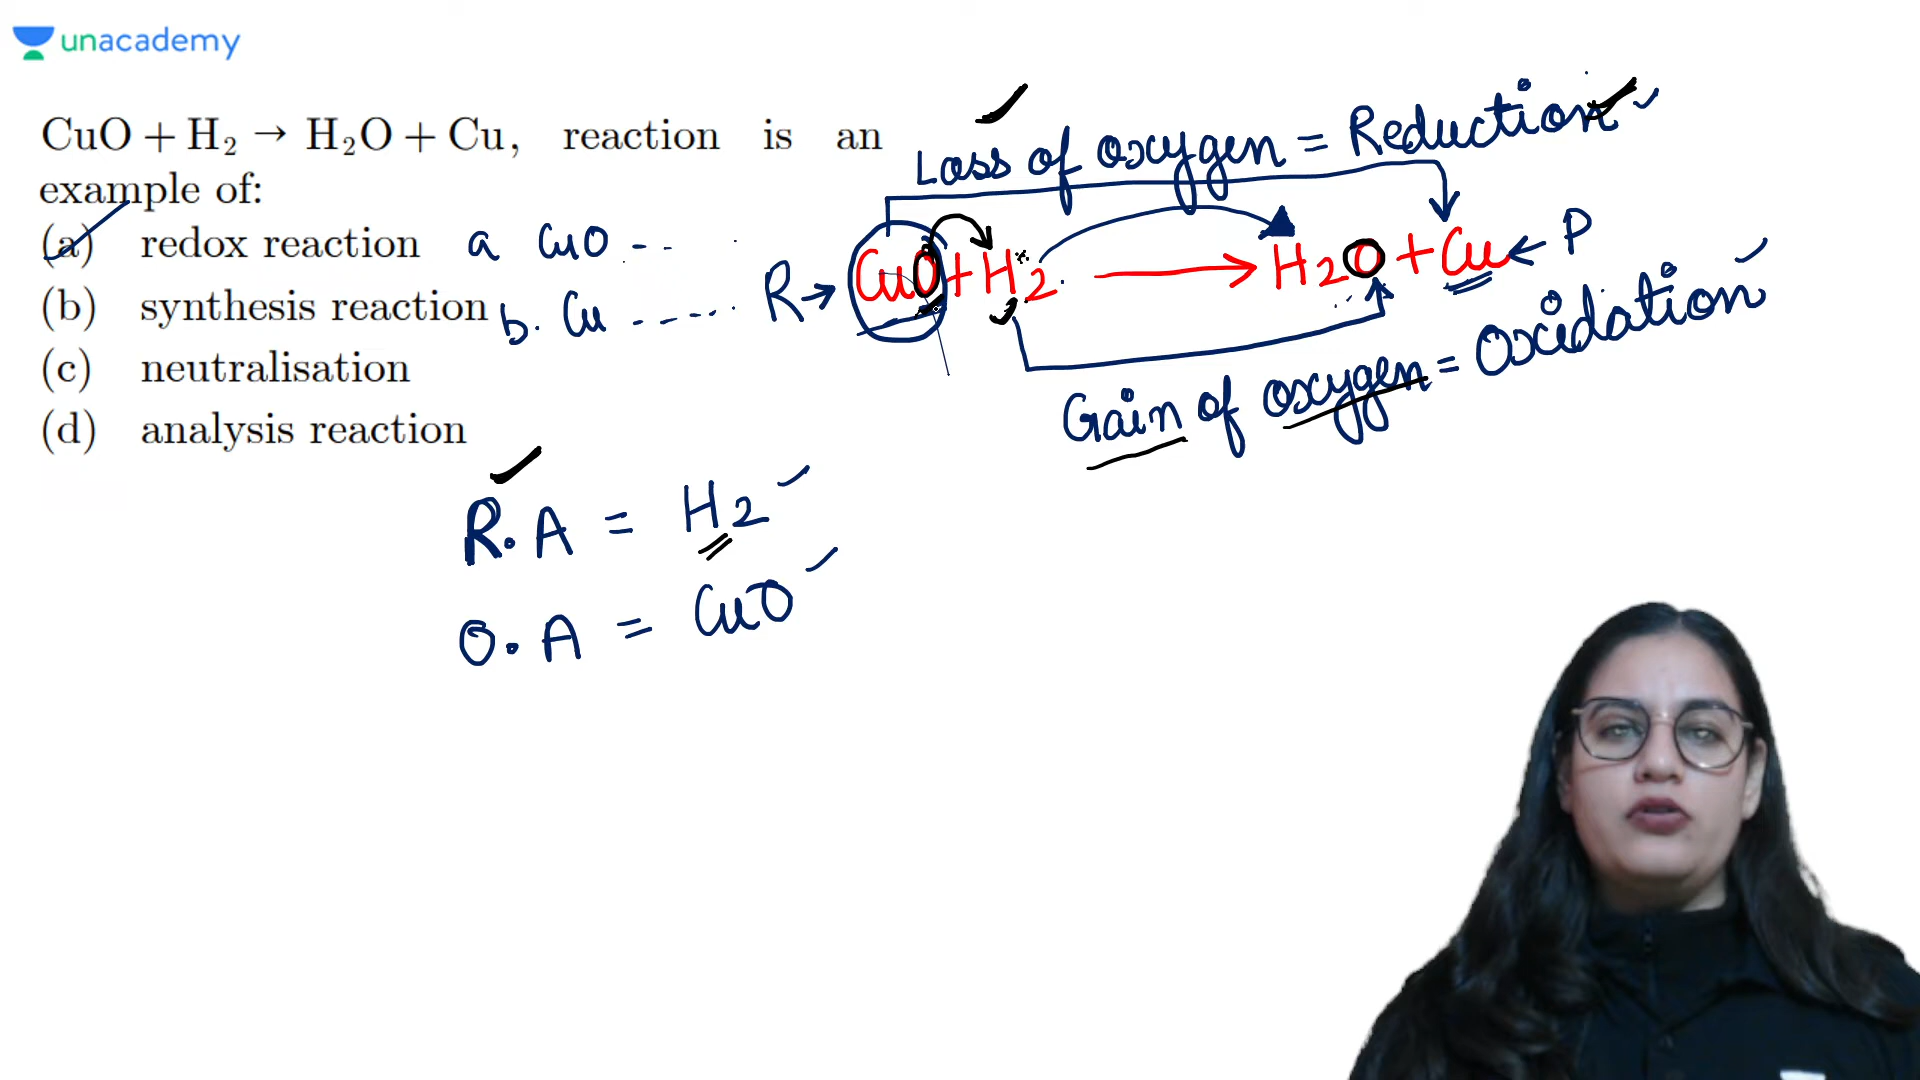 unacademy
CuO + H₂ → H₂O + Cu, reaction is an
example of:
(a) redox reaction
(b) synthesis reaction
(c) neutralisation
(d) analysis reaction
a CuO - -
b. Cu - - - - -
Loss of oxygen = Reduction
R → CuO + H₂ → H₂O + Cu ← P
Gain of oxygen = Oxidation
R.A = H₂
O.A = CuO